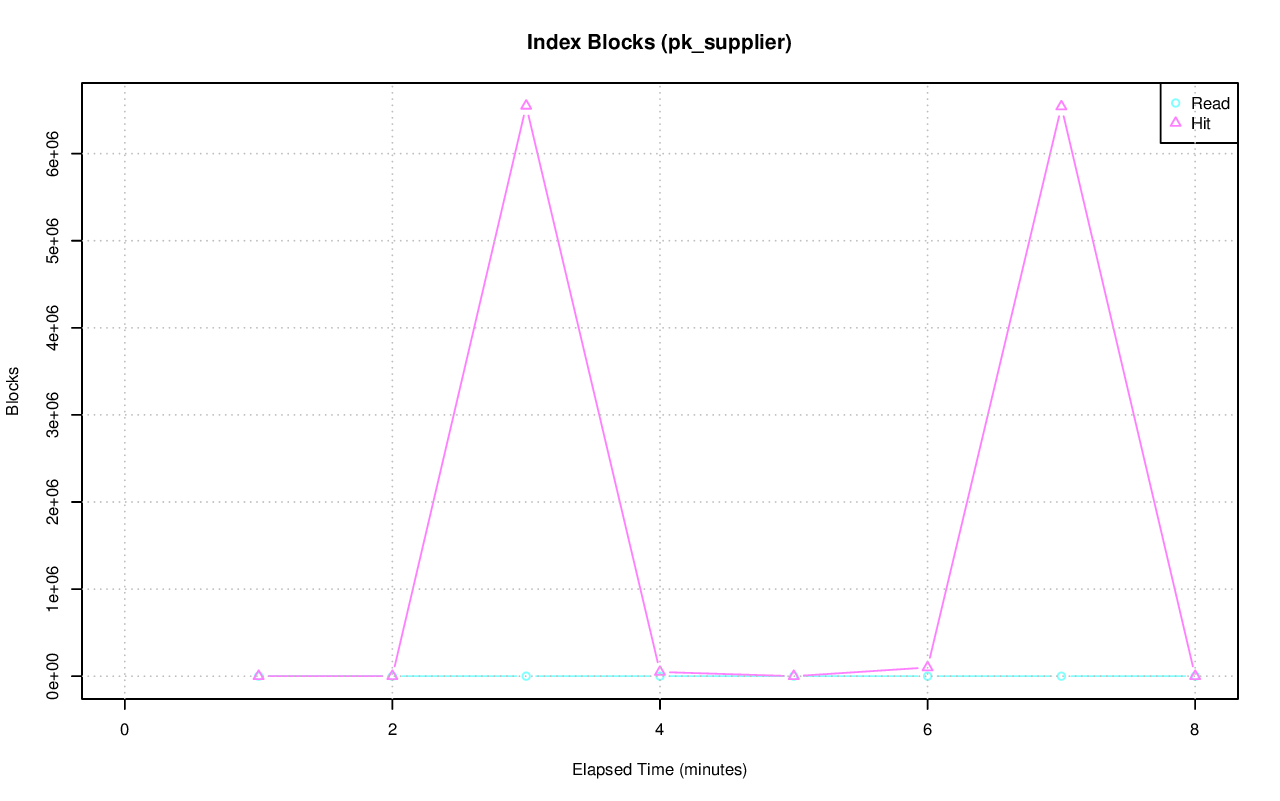 Index Blocks (pk_supplier)
Read
Hit
6e+06
5e+06
4e+06
3e+06
2e+06
1e+06
0e+00
Blocks
0 2 4 6 8
Elapsed Time (minutes)